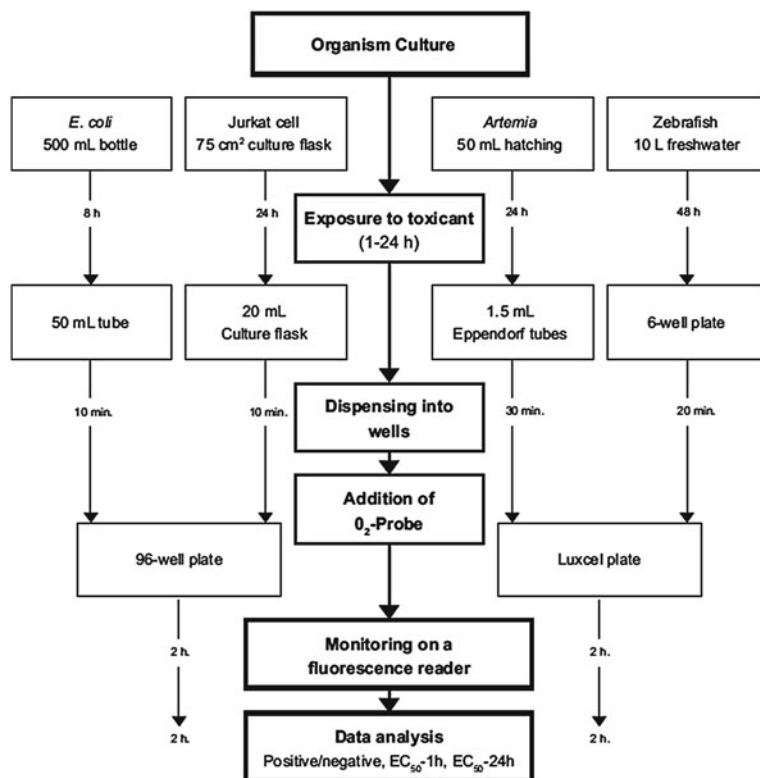 Organism Culture
E. coli
500 mL bottle
Jurkat cell
75 cm² culture flask
Artemia
50 mL hatching
Zebrafish
10 L freshwater
8 h
24 h
24 h
48 h
Exposure to toxicant
(1-24 h)
50 mL tube
20 mL
Culture flask
1.5 mL
Eppendorf tubes
6-well plate
10 min.
10 min.
30 min.
20 min.
Dispensing into
wells
Addition of
0₂-Probe
96-well plate
Luxcel plate
2 h.
2 h.
Monitoring on a
fluorescence reader
2 h.
2 h.
Data analysis
Positive/negative, EC₅₀-1h, EC₅₀-24h